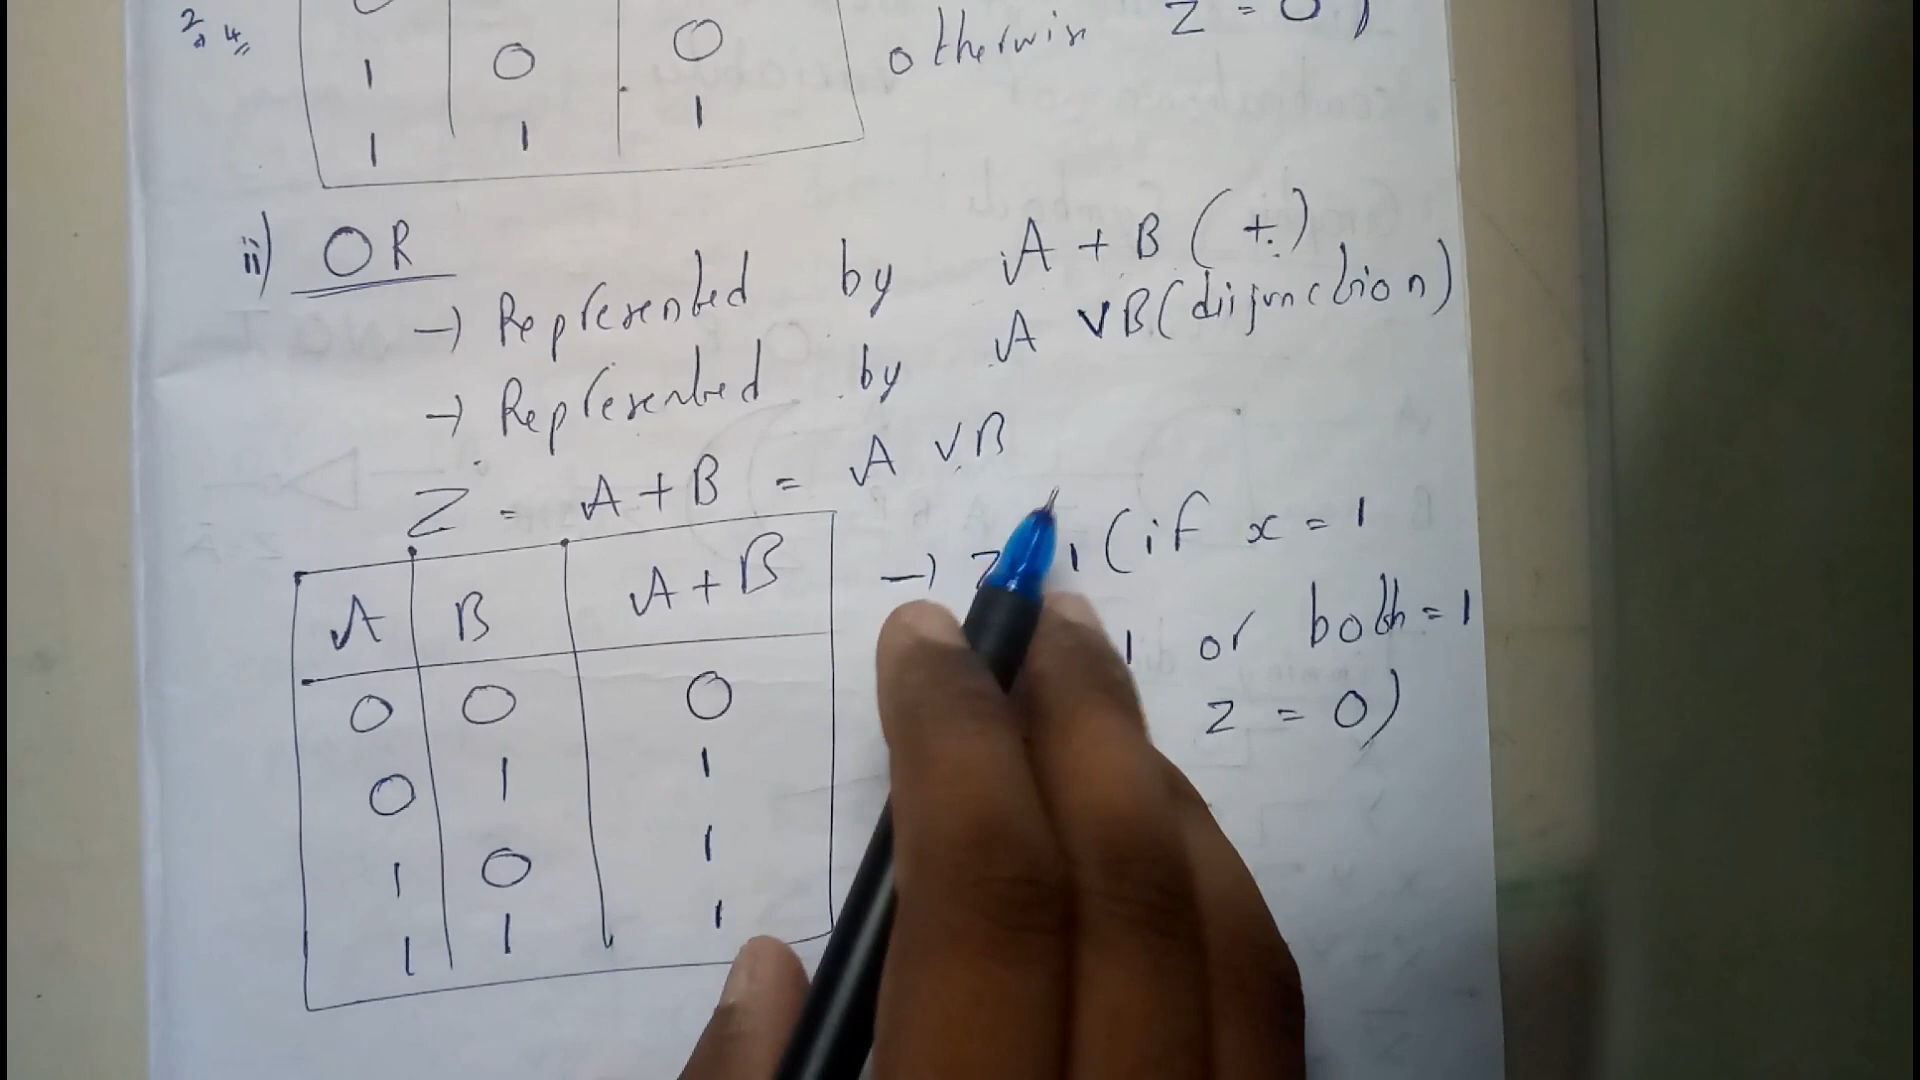 2, 4
1 0 0
otherwise Z = 0)
1 1 1
ii) OR
→ Represented by A + B (+)
→ Represented by A ∨ B (disjunction)
Z = A + B = A ∨ B
A B A + B
0 0 0
0 1 1
1 0 1
1 1 1
→ Z 1 (if x = 1
1 or both = 1
Z = 0)